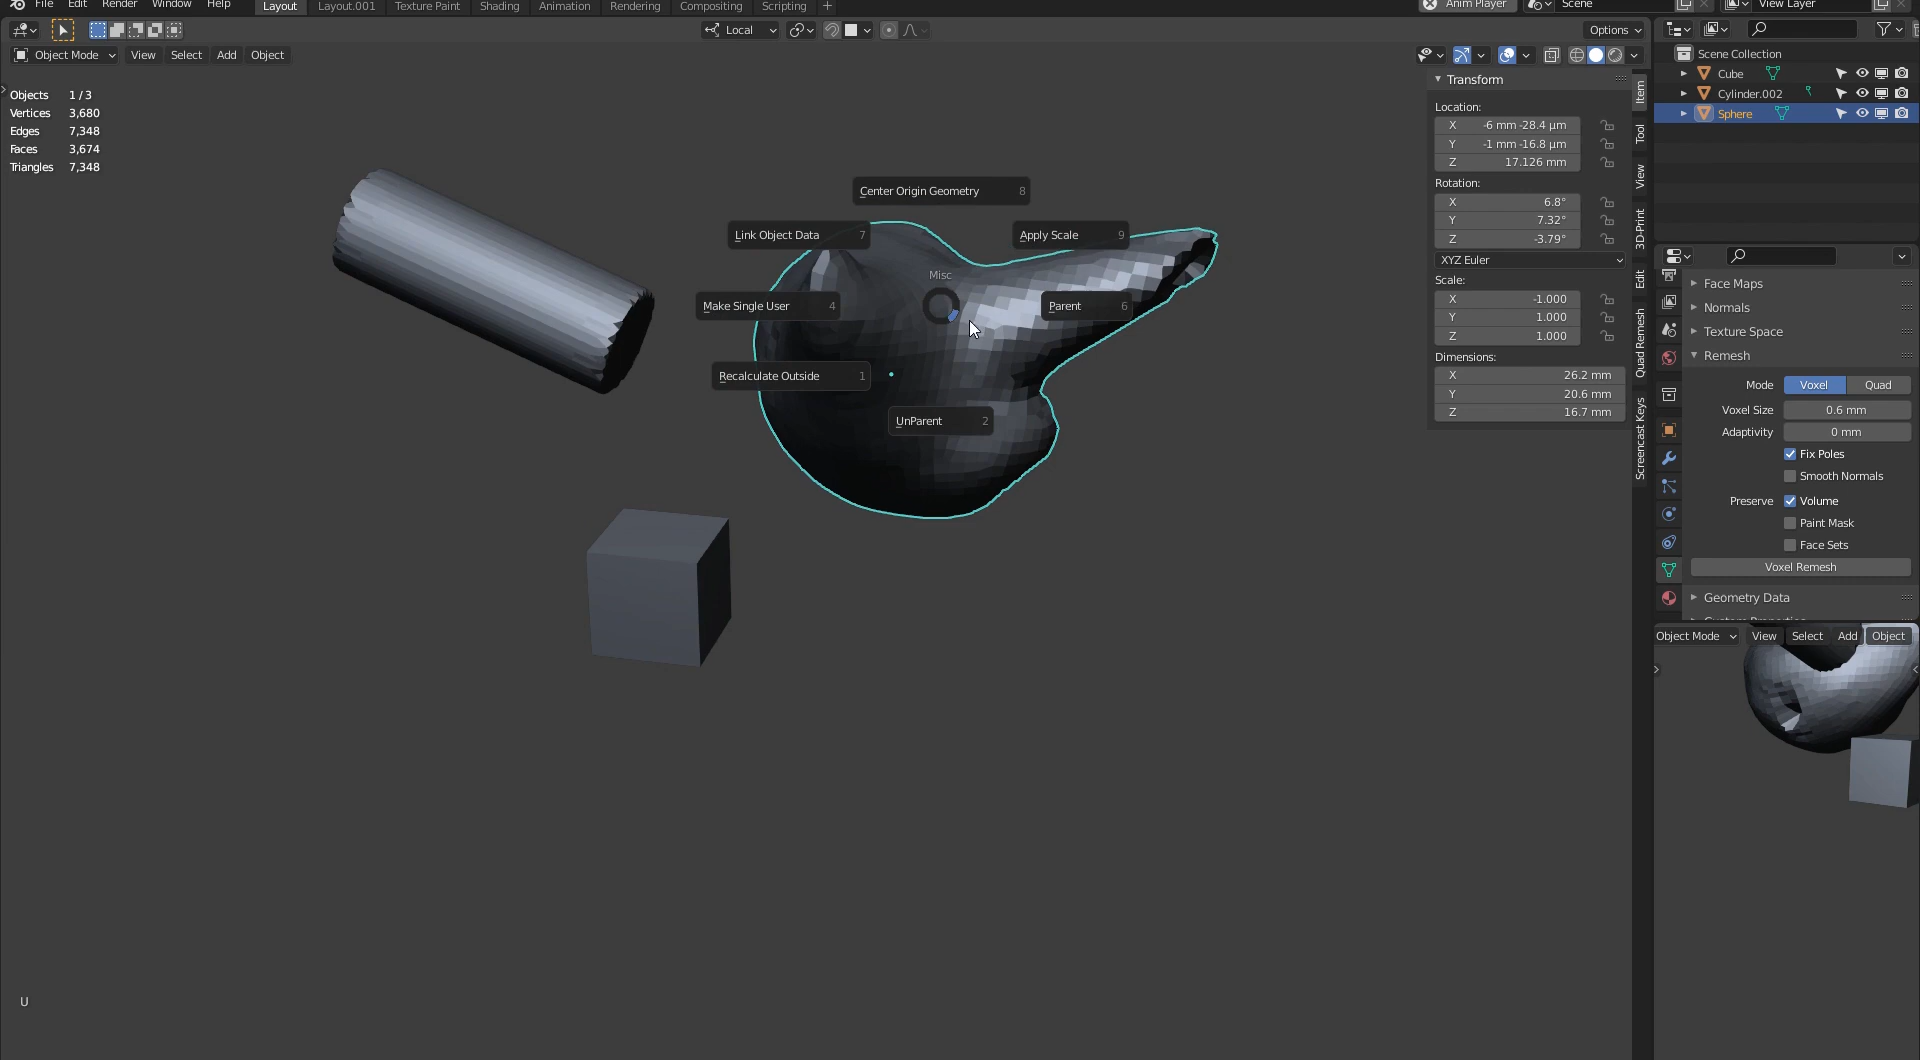 File Edit Render Window Help Layout Layout.001 Texture Paint Shading Animation Rendering Compositing Scripting + Anim Player Scene View Layer
Local Options
Object Mode View Select Add Object
Objects 1 / 3
Vertices 3,680
Edges 7,348
Faces 3,674
Triangles 7,348
Center Origin Geometry 8
Link Object Data 7
Apply Scale 9
Misc
Make Single User 4
Parent 6
Recalculate Outside 1
UnParent 2
U
Transform
Location:
X -6 mm -28.4 µm
Y -1 mm -16.8 µm
Z 17.126 mm
Rotation:
X 6.8°
Y 7.32°
Z -3.79°
XYZ Euler
Scale:
X -1.000
Y 1.000
Z 1.000
Dimensions:
X 26.2 mm
Y 20.6 mm
Z 16.7 mm
Item
Tool
View
3D-Print
Edit
Quad Remesh
Screencast Keys
Scene Collection
Cube
Cylinder.002
Sphere
Face Maps
Normals
Texture Space
Remesh
Mode Voxel Quad
Voxel Size 0.6 mm
Adaptivity 0 mm
Fix Poles
Smooth Normals
Preserve Volume
Paint Mask
Face Sets
Voxel Remesh
Geometry Data
Object Mode View Select Add Object